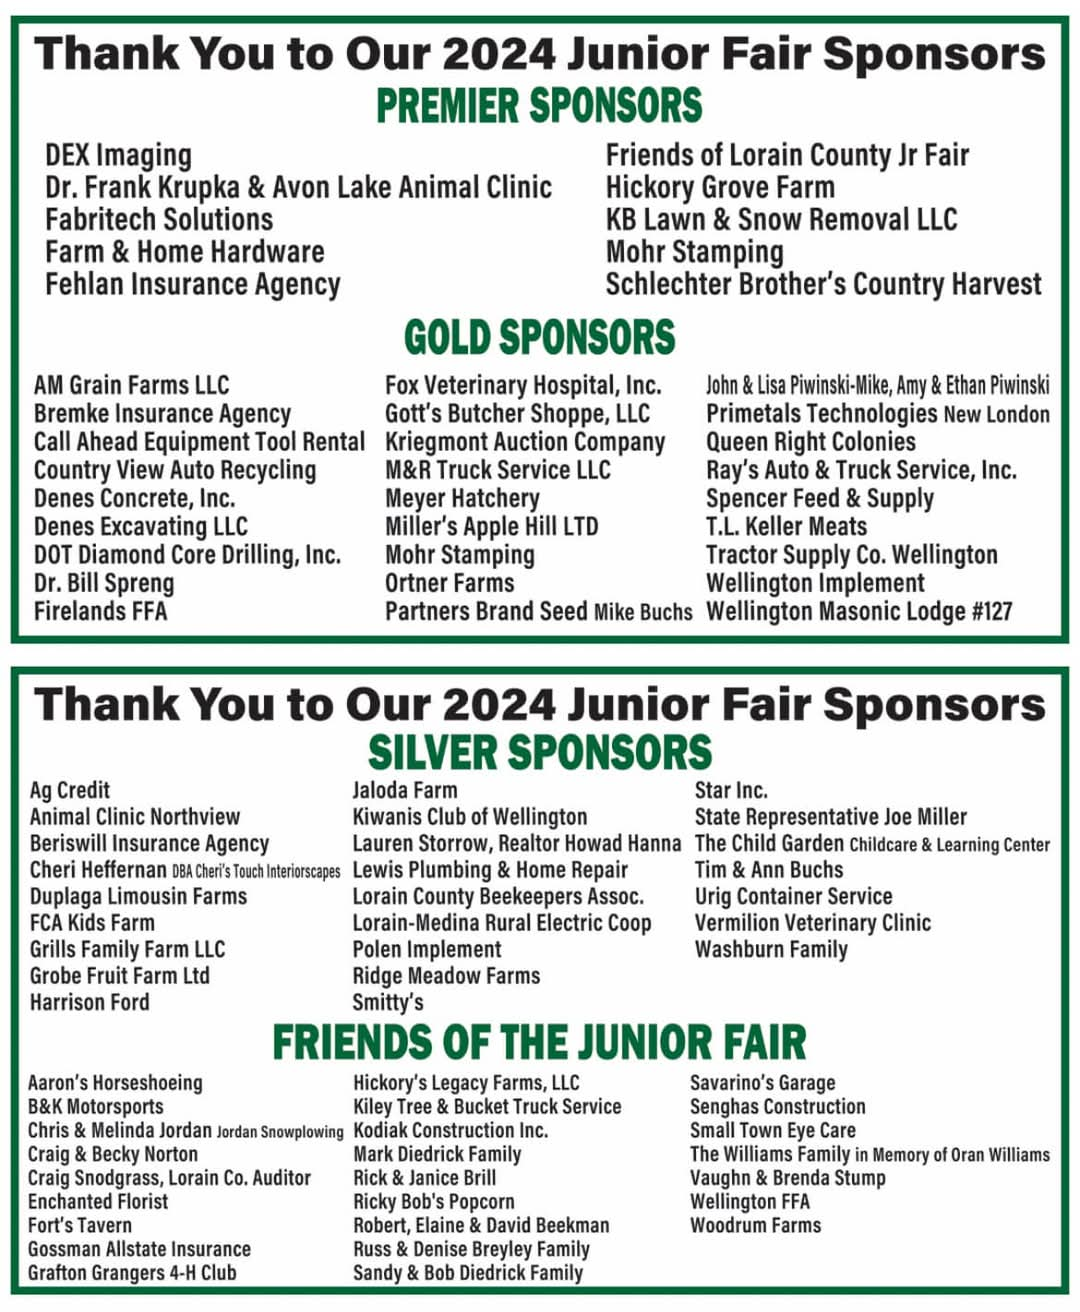 Thank You to Our 2024 Junior Fair Sponsors
PREMIER SPONSORS
DEX Imaging
Dr. Frank Krupka & Avon Lake Animal Clinic
Fabritech Solutions
Farm & Home Hardware
Fehlan Insurance Agency
Friends of Lorain County Jr Fair
Hickory Grove Farm
KB Lawn & Snow Removal LLC
Mohr Stamping
Schlechter Brother's Country Harvest
GOLD SPONSORS
AM Grain Farms LLC
Bremke Insurance Agency
Call Ahead Equipment Tool Rental
Country View Auto Recycling
Denes Concrete, Inc.
Denes Excavating LLC
DOT Diamond Core Drilling, Inc.
Dr. Bill Spreng
Firelands FFA
Fox Veterinary Hospital, Inc.
Gott's Butcher Shoppe, LLC
Kriegmont Auction Company
M&R Truck Service LLC
Meyer Hatchery
Miller's Apple Hill LTD
Mohr Stamping
Ortner Farms
Partners Brand Seed Mike Buchs
John & Lisa Piwinski-Mike, Amy & Ethan Piwinski
Primetals Technologies New London
Queen Right Colonies
Ray's Auto & Truck Service, Inc.
Spencer Feed & Supply
T.L. Keller Meats
Tractor Supply Co. Wellington
Wellington Implement
Wellington Masonic Lodge #127
Thank You to Our 2024 Junior Fair Sponsors
SILVER SPONSORS
Ag Credit
Animal Clinic Northview
Beriswill Insurance Agency
Cheri Heffernan DBA Cheri's Touch Interiorscapes
Duplaga Limousin Farms
FCA Kids Farm
Grills Family Farm LLC
Grobe Fruit Farm Ltd
Harrison Ford
Jaloda Farm
Kiwanis Club of Wellington
Lauren Storrow, Realtor Howad Hanna
Lewis Plumbing & Home Repair
Lorain County Beekeepers Assoc.
Lorain-Medina Rural Electric Coop
Polen Implement
Ridge Meadow Farms
Smitty's
Star Inc.
State Representative Joe Miller
The Child Garden Childcare & Learning Center
Tim & Ann Buchs
Urig Container Service
Vermilion Veterinary Clinic
Washburn Family
FRIENDS OF THE JUNIOR FAIR
Aaron's Horseshoeing
B&K Motorsports
Chris & Melinda Jordan Jordan Snowplowing
Craig & Becky Norton
Craig Snodgrass, Lorain Co. Auditor
Enchanted Florist
Fort's Tavern
Gossman Allstate Insurance
Grafton Grangers 4-H Club
Hickory's Legacy Farms, LLC
Kiley Tree & Bucket Truck Service
Kodiak Construction Inc.
Mark Diedrick Family
Rick & Janice Brill
Ricky Bob's Popcorn
Robert, Elaine & David Beekman
Russ & Denise Breyley Family
Sandy & Bob Diedrick Family
Savarino's Garage
Senghas Construction
Small Town Eye Care
The Williams Family in Memory of Oran Williams
Vaughn & Brenda Stump
Wellington FFA
Woodrum Farms